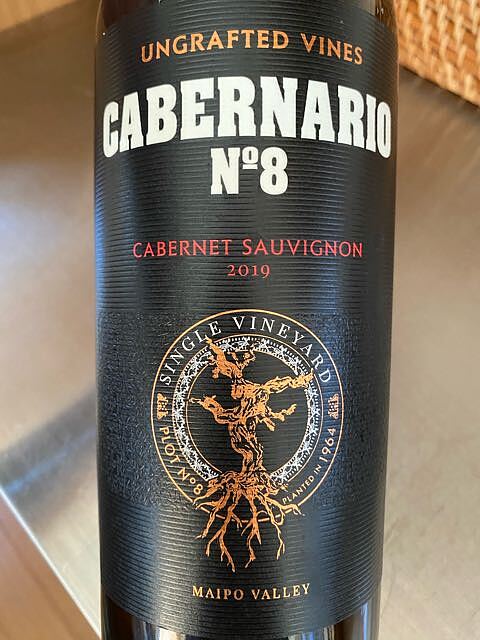 UNGRAFTED VINES
CABERNARIO
Nº8
CABERNET SAUVIGNON
2019
SINGLE VINEYARD
PLOT Nº8
PLANTED IN 1964
MAIPO VALLEY